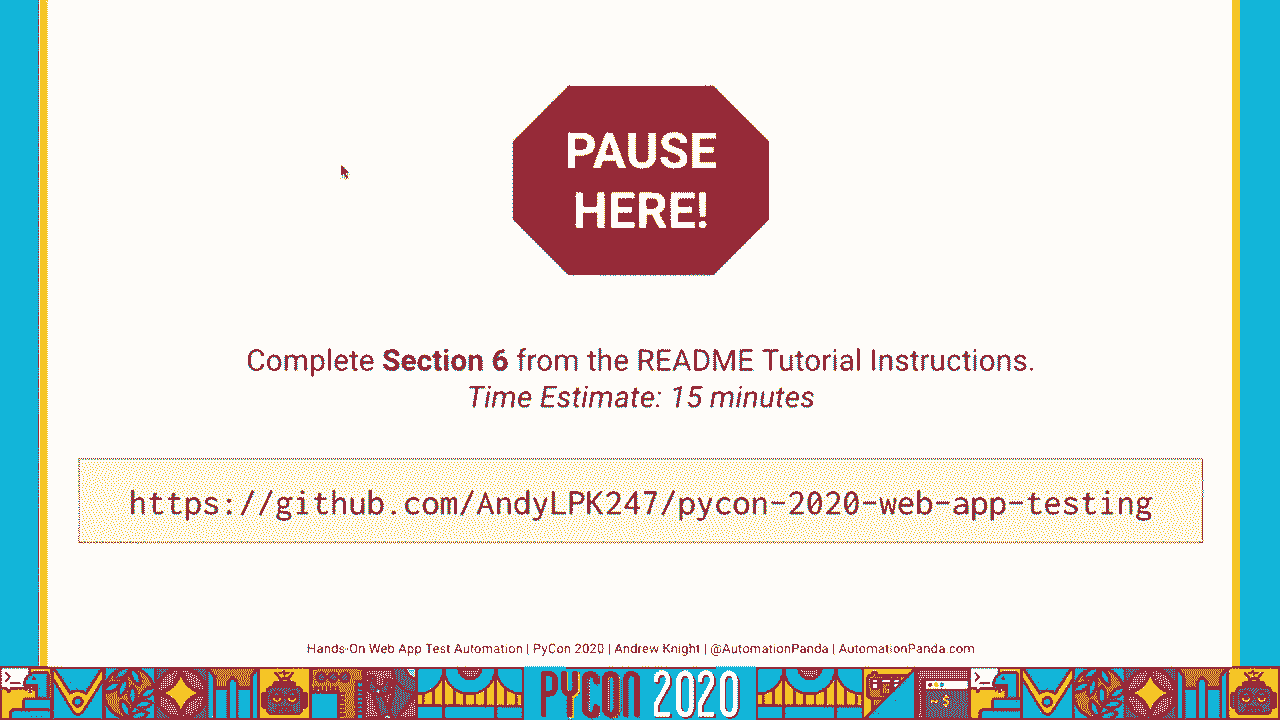 PAUSE
HERE!
Complete Section 6 from the README Tutorial Instructions.
Time Estimate: 15 minutes
https://github.com/AndyLPK247/pycon-2020-web-app-testing
Hands-On Web App Test Automation | PyCon 2020 | Andrew Knight | @AutomationPanda | AutomationPanda.com
PYCON 2020